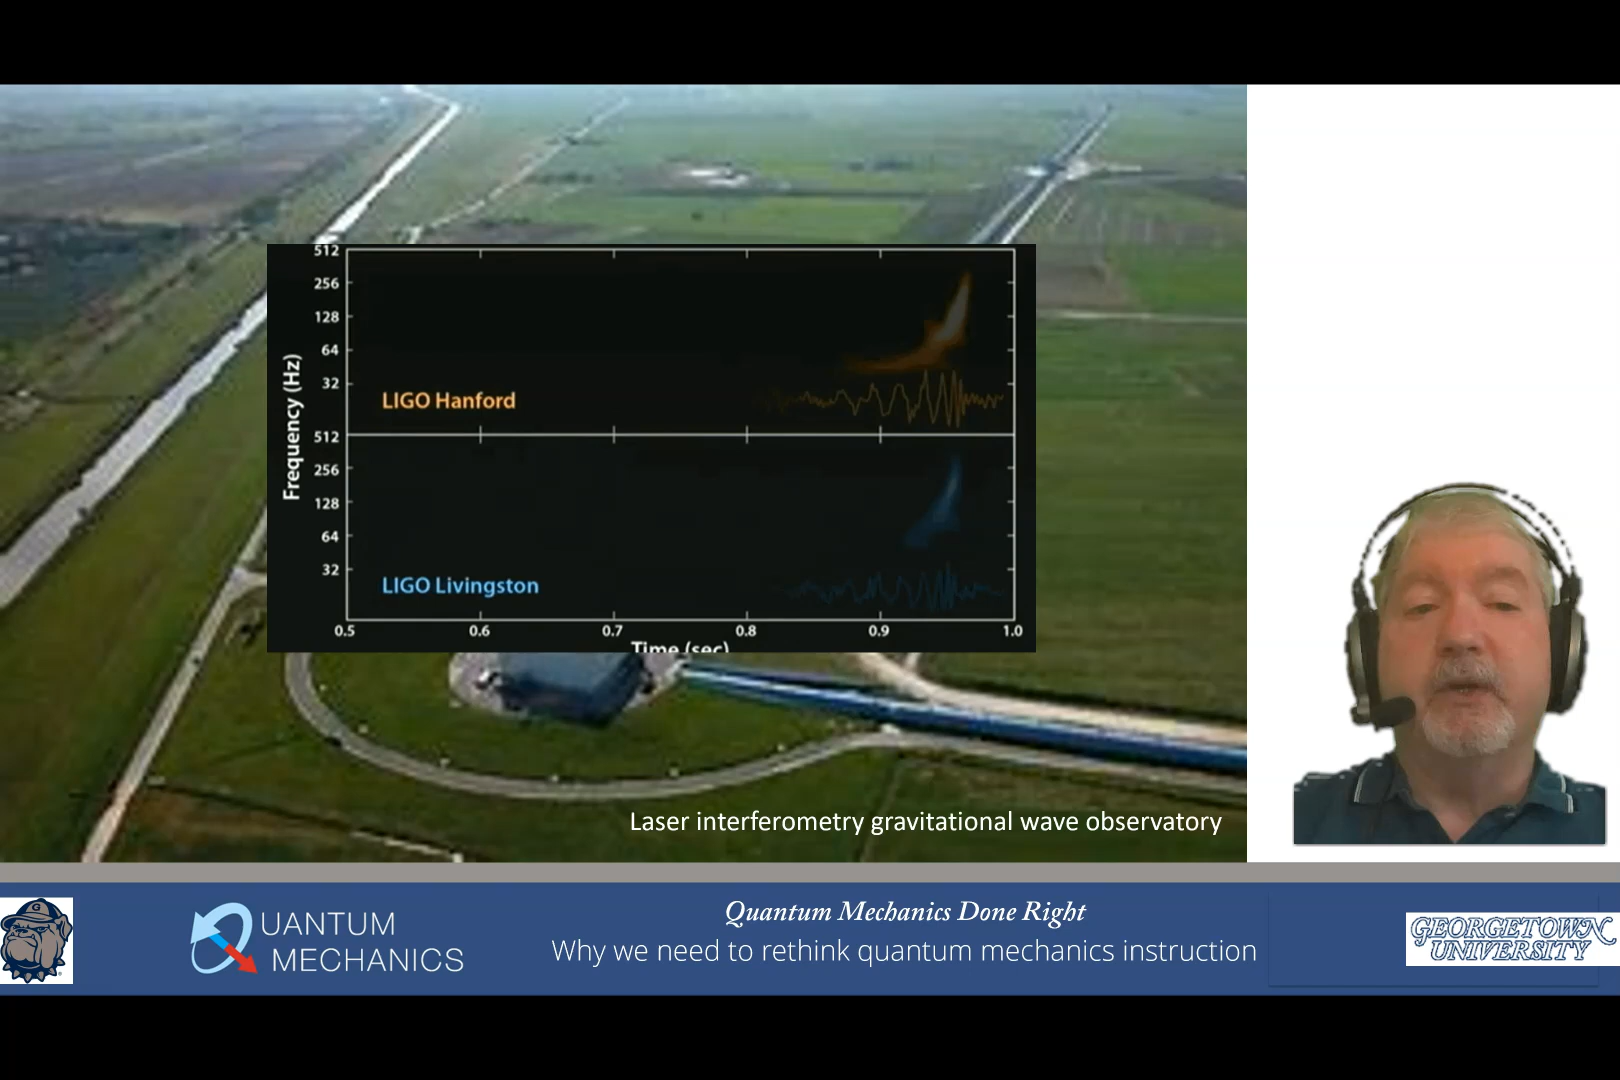 512
256
128
64
32
LIGO Hanford
512
256
128
64
32
LIGO Livingston
Frequency (Hz)
0.5 0.6 0.7 0.8 0.9 1.0
Time (sec)
Laser interferometry gravitational wave observatory
G
QUANTUM
MECHANICS
Quantum Mechanics Done Right
Why we need to rethink quantum mechanics instruction
GEORGETOWN
UNIVERSITY